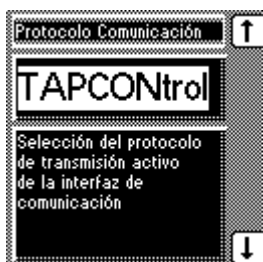 Protocolo Comunicación
TAPCONtrol
Selección del protocolo
de transmisión activo
de la interfaz de
comunicación